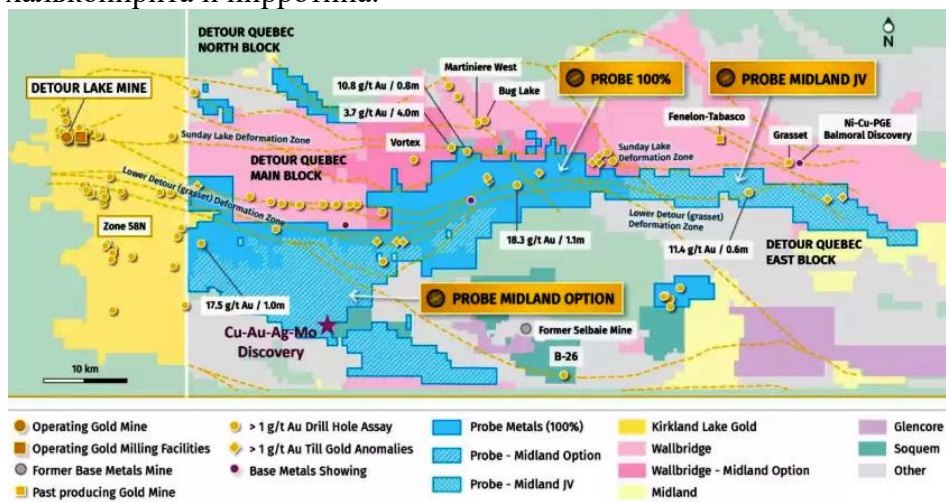 халькопирита и пирротина.
DETOUR QUEBEC
NORTH BLOCK
N
Martiniere West
Bug Lake
10.8 g/t Au / 0.8m
3.7 g/t Au / 4.0m
PROBE 100%
PROBE MIDLAND JV
DETOUR LAKE MINE
Fenelon-Tabasco
Ni-Cu-PGE
Balmoral Discovery
Grasset
Sunday Lake Deformation Zone
Vortex
Sunday Lake
Deformation Zone
DETOUR QUEBEC
MAIN BLOCK
Lower Detour (grasset) Deformation Zone
Zone 58N
Lower Detour (grasset)
Deformation Zone
18.3 g/t Au / 1.1m
11.4 g/t Au / 0.6m
DETOUR QUEBEC
EAST BLOCK
17.5 g/t Au / 1.0m
PROBE MIDLAND OPTION
Cu-Au-Ag-Mo
Discovery
Former Selbaie Mine
B-26
10 km
Operating Gold Mine
Operating Gold Milling Facilities
Former Base Metals Mine
Past producing Gold Mine
> 1 g/t Au Drill Hole Assay
> 1 g/t Au Till Gold Anomalies
Base Metals Showing
Probe Metals (100%)
Probe - Midland Option
Probe - Midland JV
Kirkland Lake Gold
Wallbridge
Wallbridge - Midland Option
Midland
Glencore
Soquem
Other